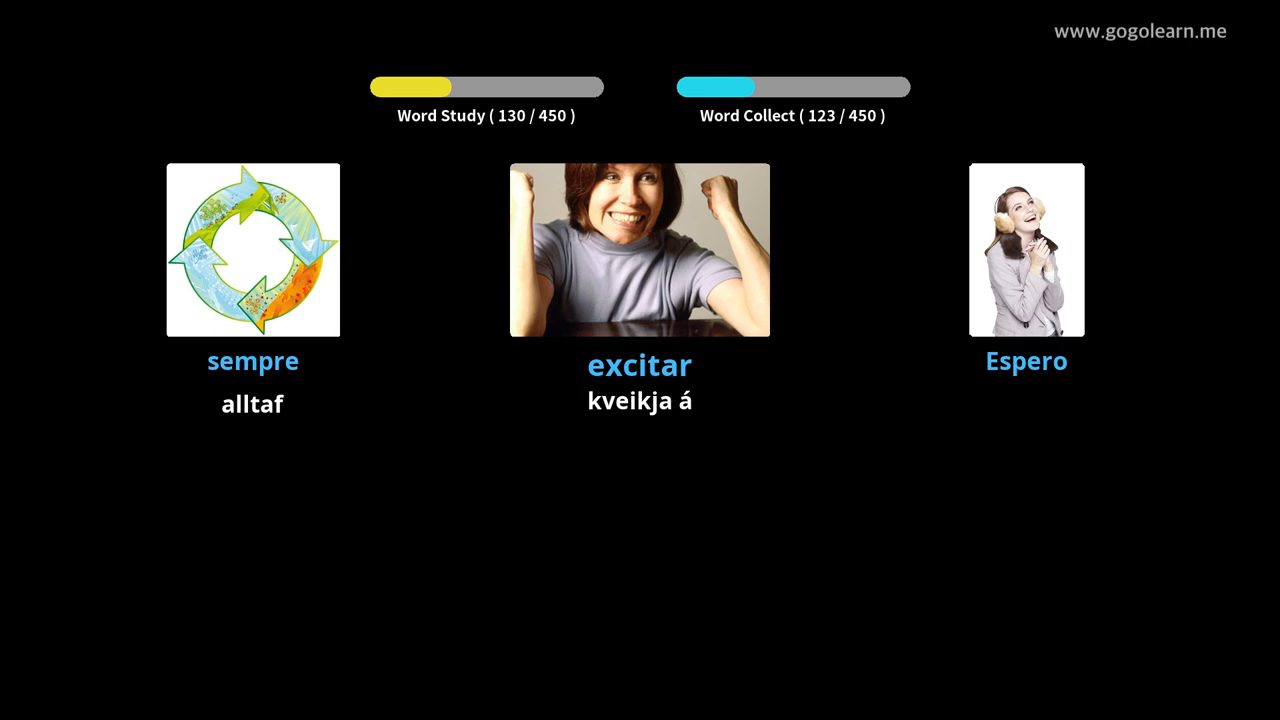 www.gogolearn.me
Word Study ( 130 / 450 )
Word Collect ( 123 / 450 )
sempre
alltaf
excitar
kveikja á
Espero